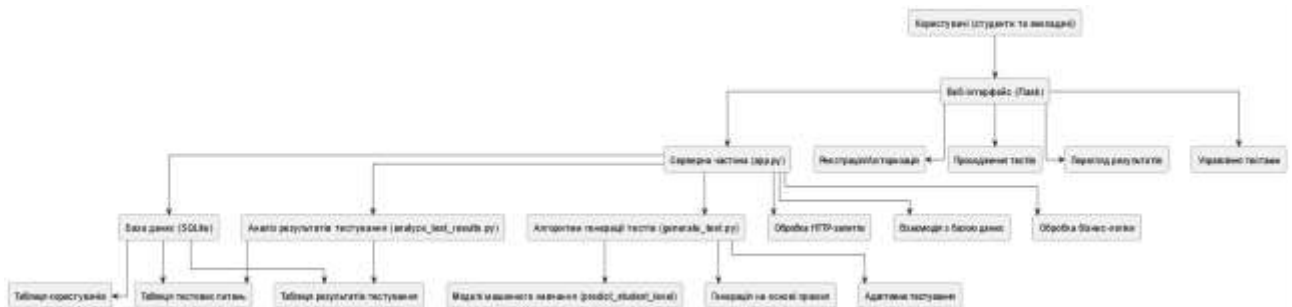 Користувачі (студенти та викладачі)
Веб-інтерфейс (Flask)
Серверна частина (app.py)
Реєстрація/авторизація
Проходження тестів
Перегляд результатів
Управління тестами
База даних (SQLite)
Аналіз результатів тестування (analyze_test_results.py)
Алгоритми генерації тестів (generate_test.py)
Обробка HTTP-запитів
Взаємодія з базою даних
Обробка бізнес-логіки
Таблиця користувачів
Таблиця тестових питань
Таблиця результатів тестування
Моделі машинного навчання (predict_student_level)
Генерація на основі правил
Адаптивне тестування